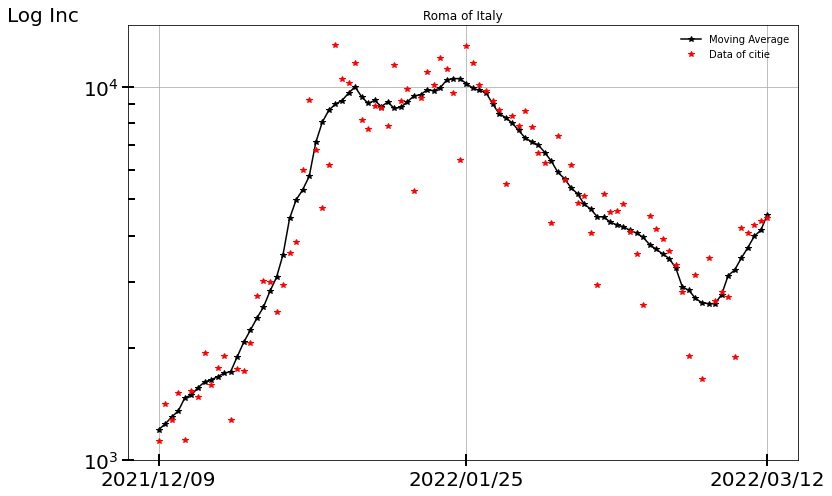 Log Inc
Roma of Italy
Moving Average
Data of citie
10⁴
10³
2021/12/09
2022/01/25
2022/03/12